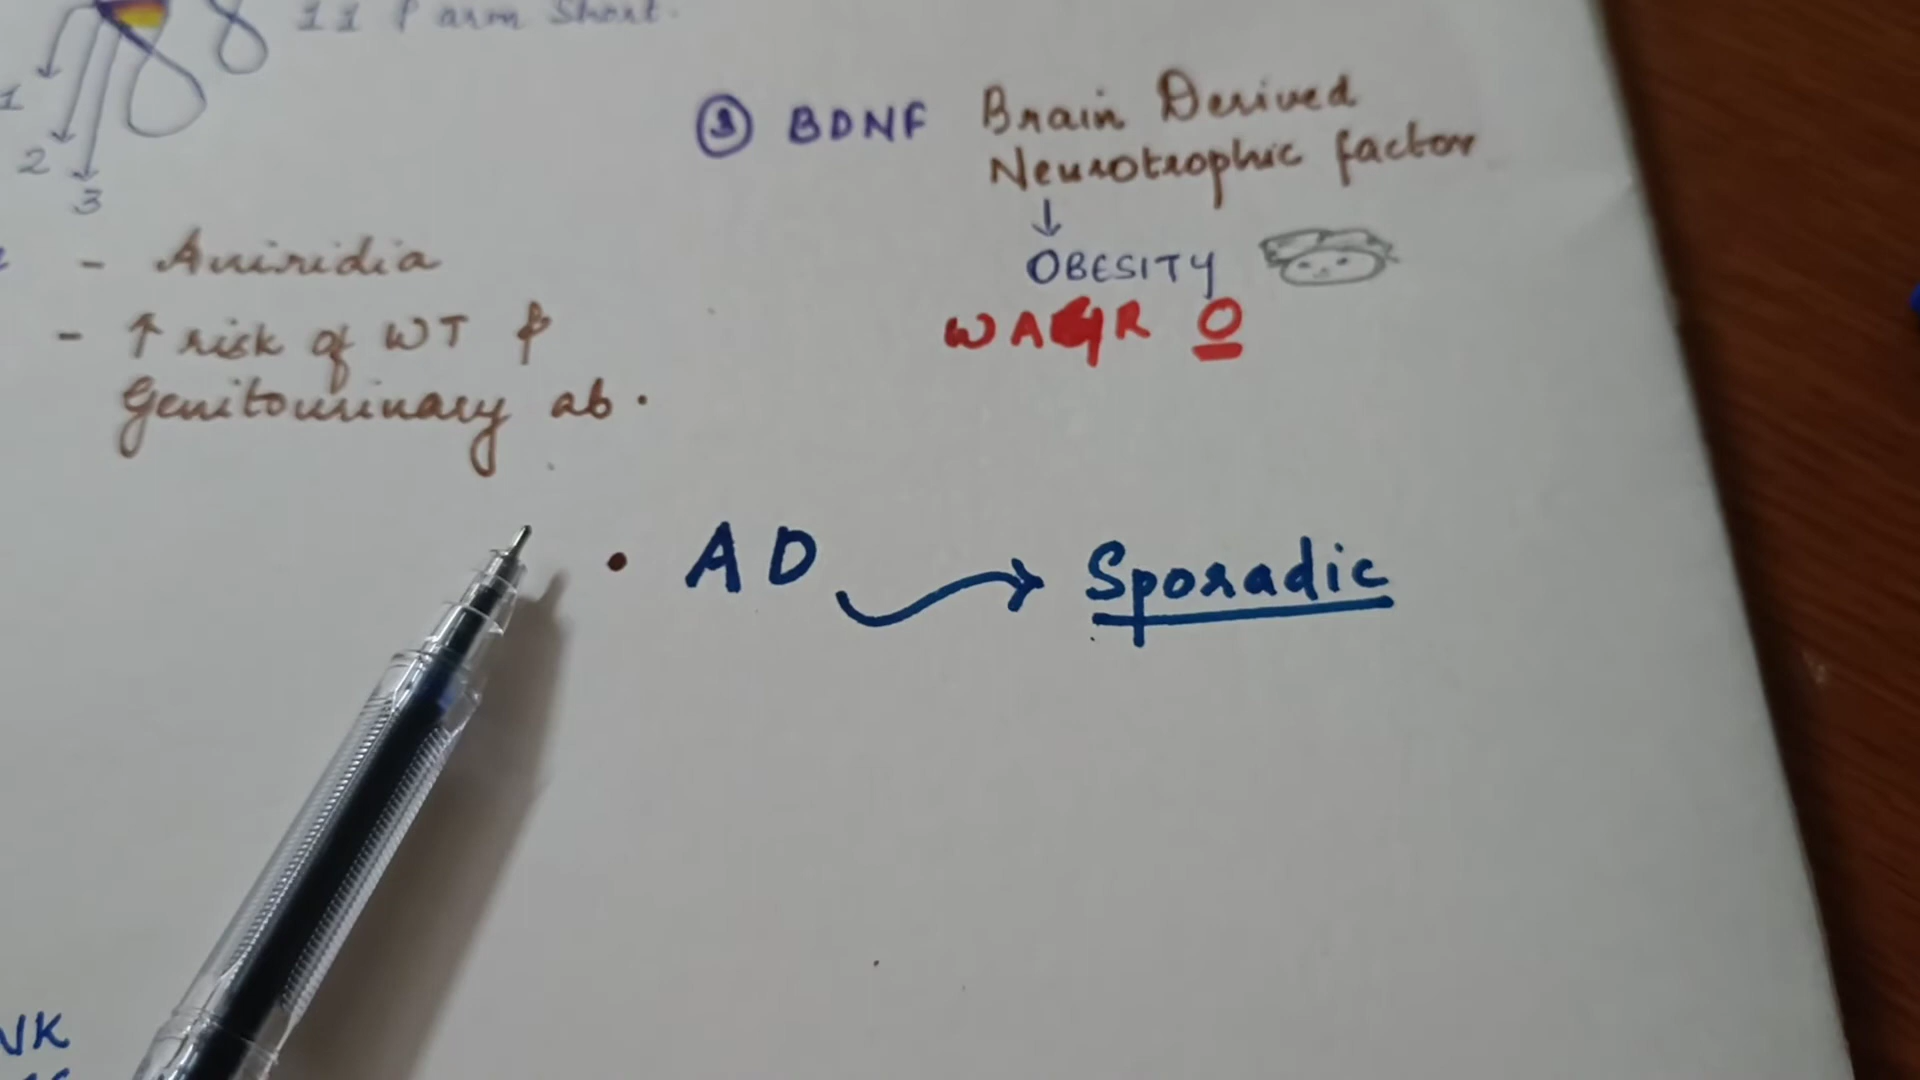 11 P arm Short.
1
2
3
③ BDNF Brain Derived
Neurotrophic factor
↓
OBESITY
WAGR O
- Aniridia
- ↑ risk of WT &
Genitourinary ab.
• AD → Sporadic